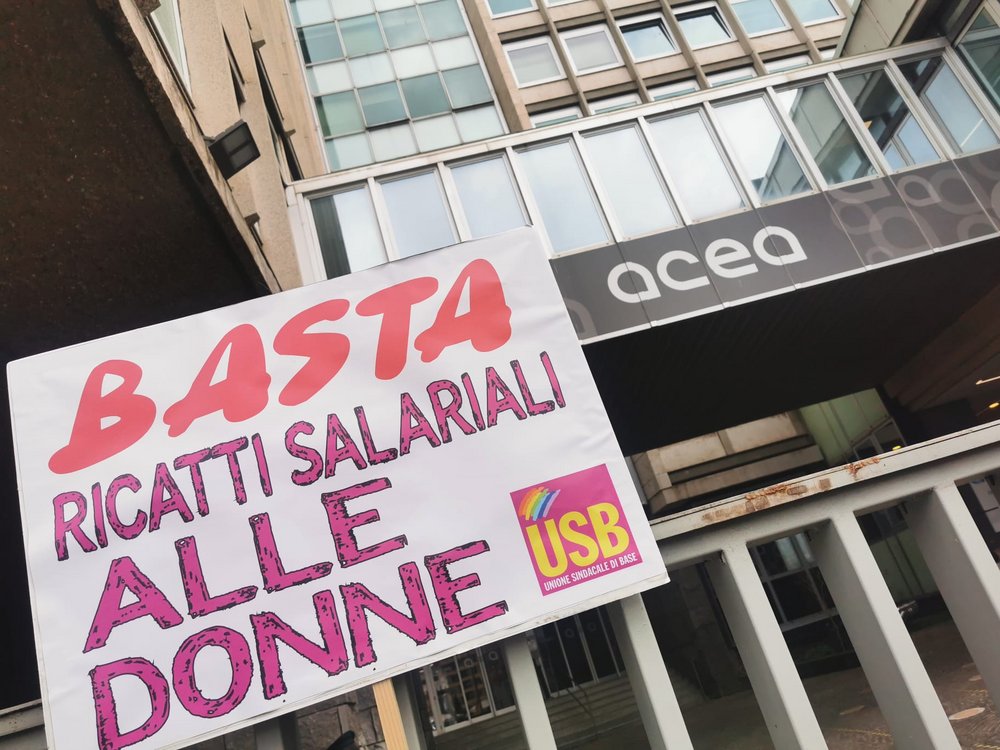 acea
BASTA
RICATTI SALARIALI
ALLE
DONNE
USB
UNIONE SINDACALE DI BASE